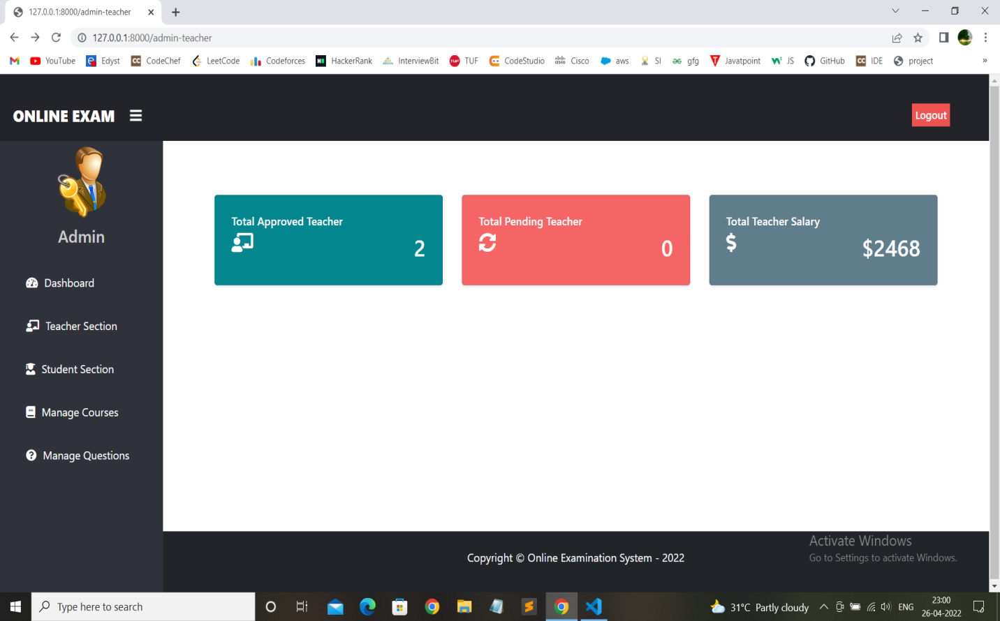 127.0.0.1:8000/admin-teacher
127.0.0.1:8000/admin-teacher
YouTube Edyst CodeChef LeetCode Codeforces HackerRank InterviewBit TUF CodeStudio Cisco aws SI gfg Javatpoint JS GitHub IDE project »
ONLINE EXAM
Logout
Admin
Dashboard
Teacher Section
Student Section
Manage Courses
Manage Questions
Total Approved Teacher
2
Total Pending Teacher
0
Total Teacher Salary
$2468
Copyright © Online Examination System - 2022
Activate Windows
Go to Settings to activate Windows.
Type here to search
31°C Partly cloudy
ENG
23:00
26-04-2022